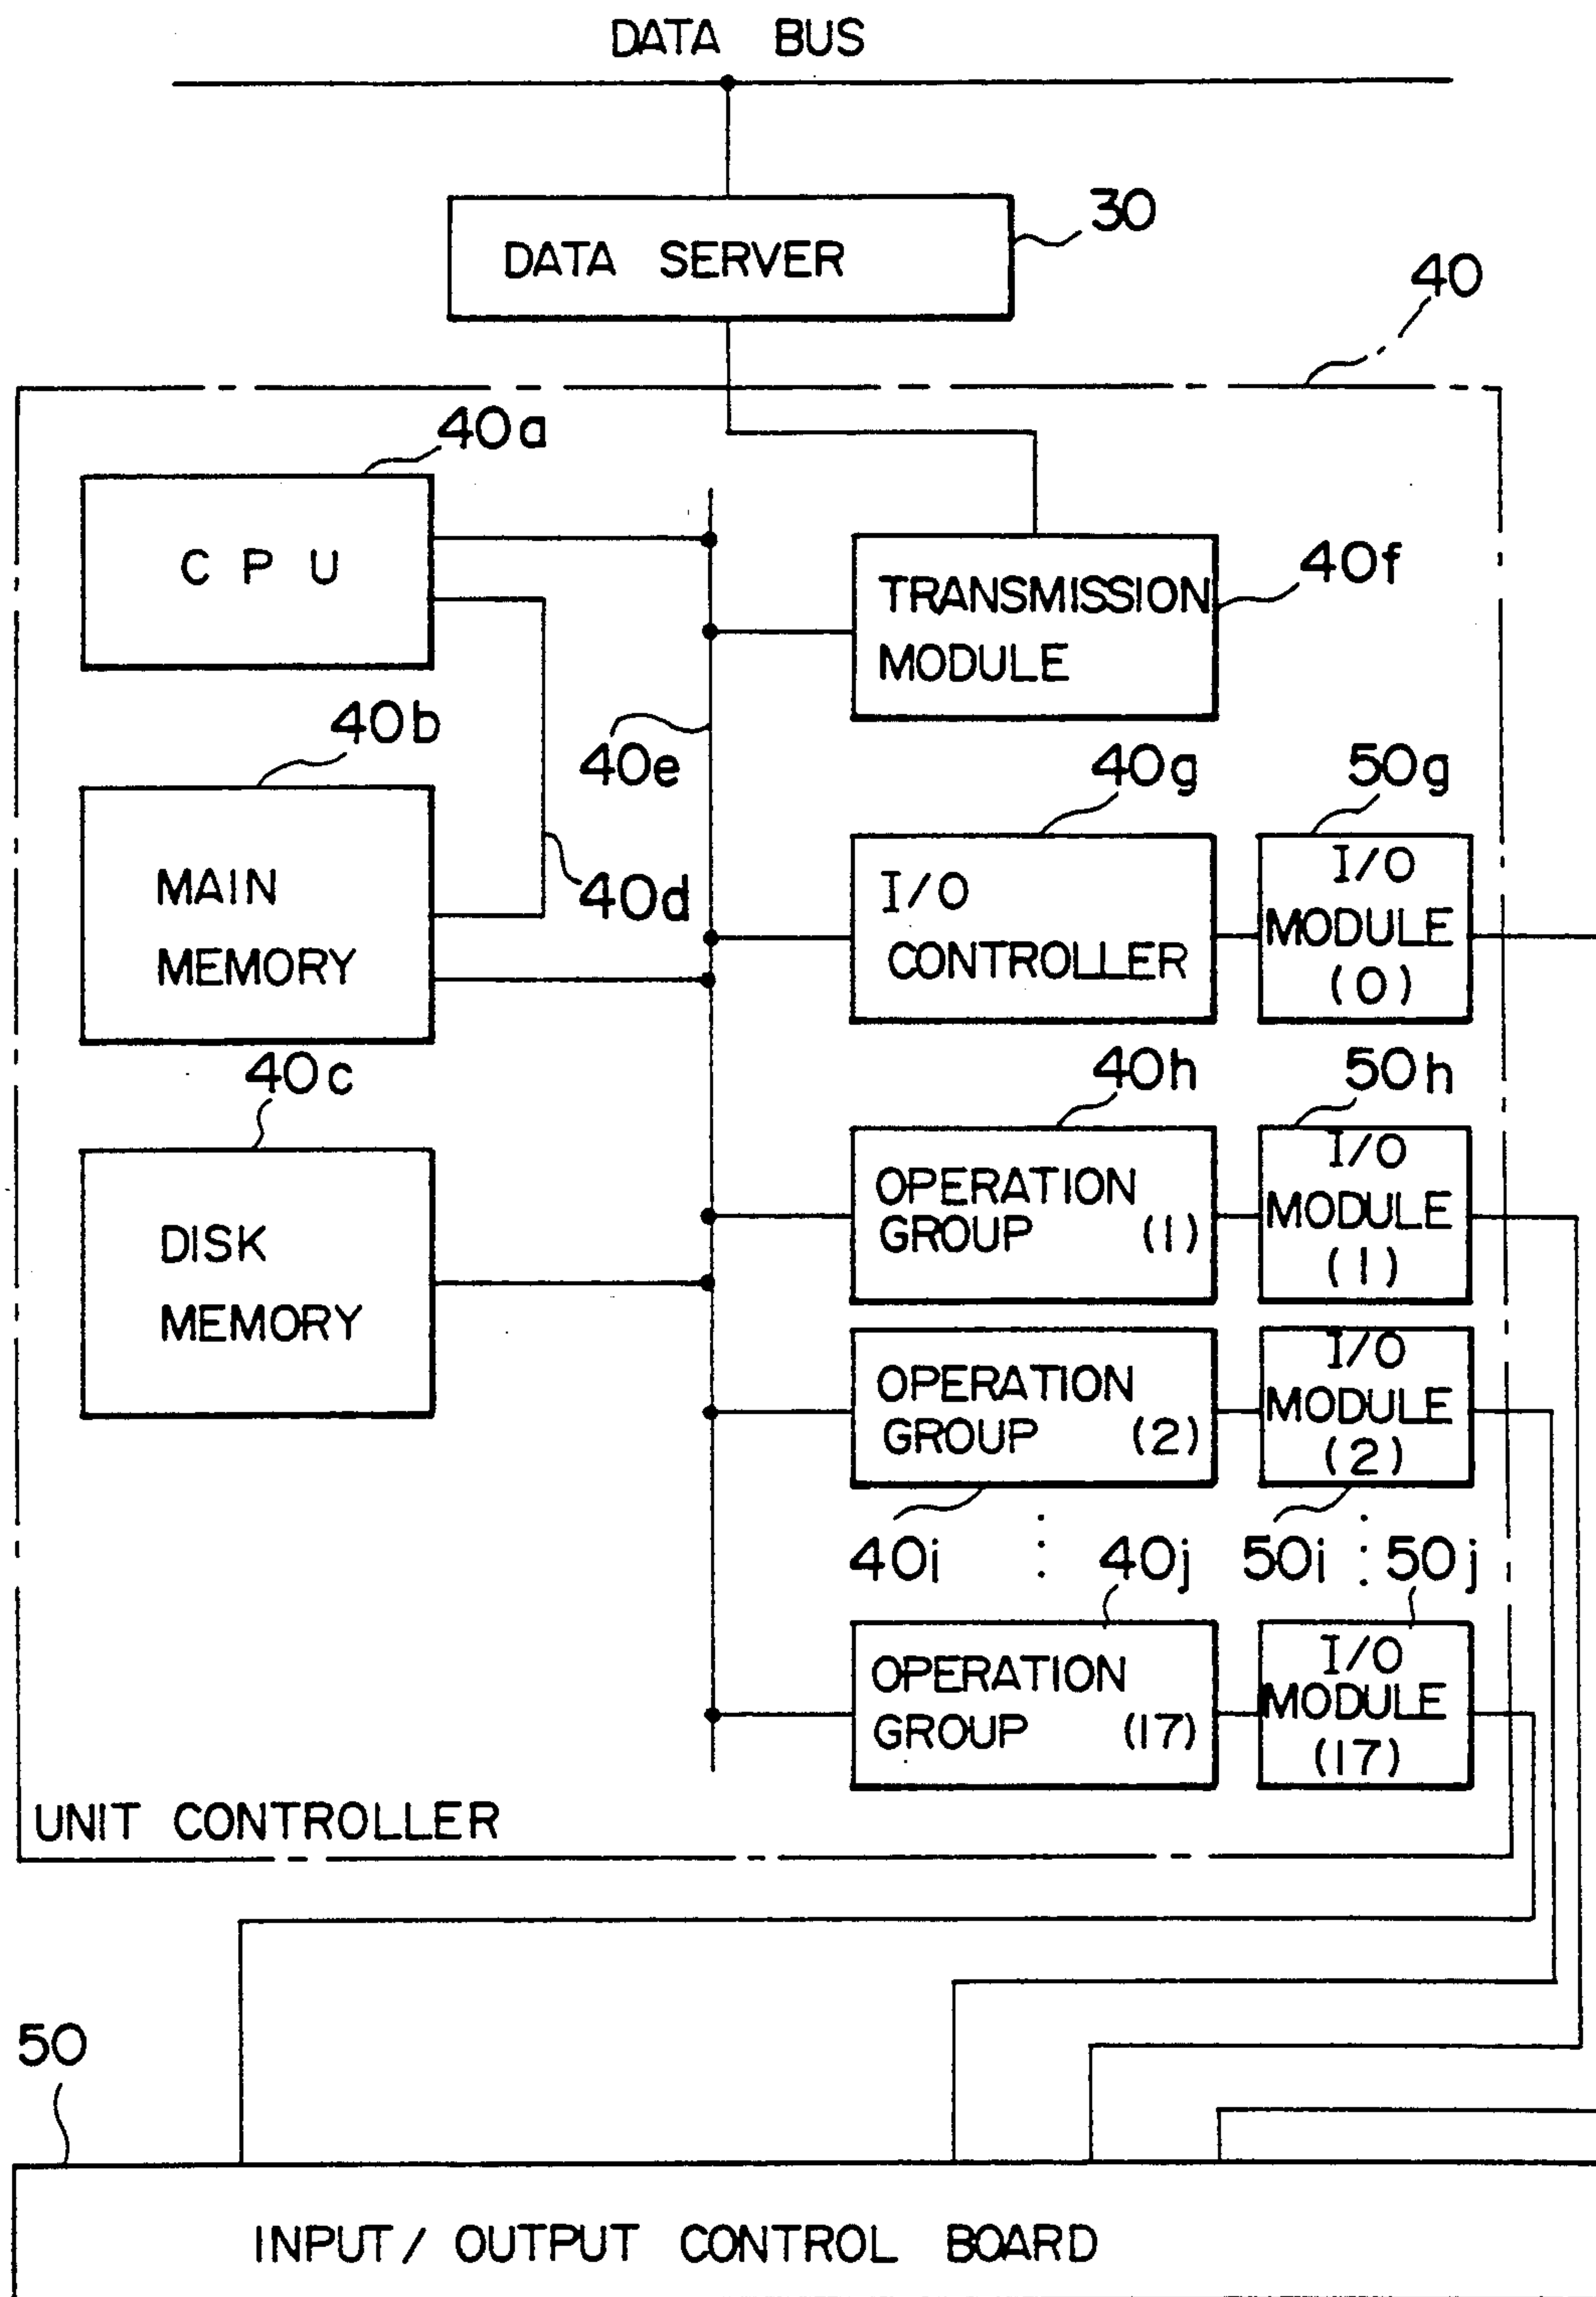 DATA BUS
30
DATA SERVER
40
40a
CPU
40f
TRANSMISSION
MODULE
40b
40e
40g
50g
MAIN
MEMORY
40d
I/O
CONTROLLER
I/O
MODULE
(0)
40c
40h
50h
DISK
MEMORY
OPERATION
GROUP (1)
I/O
MODULE
(1)
OPERATION
GROUP (2)
I/O
MODULE
(2)
40i
40j
50i
50j
OPERATION
GROUP (17)
I/O
MODULE
(17)
UNIT CONTROLLER
50
INPUT/ OUTPUT CONTROL BOARD